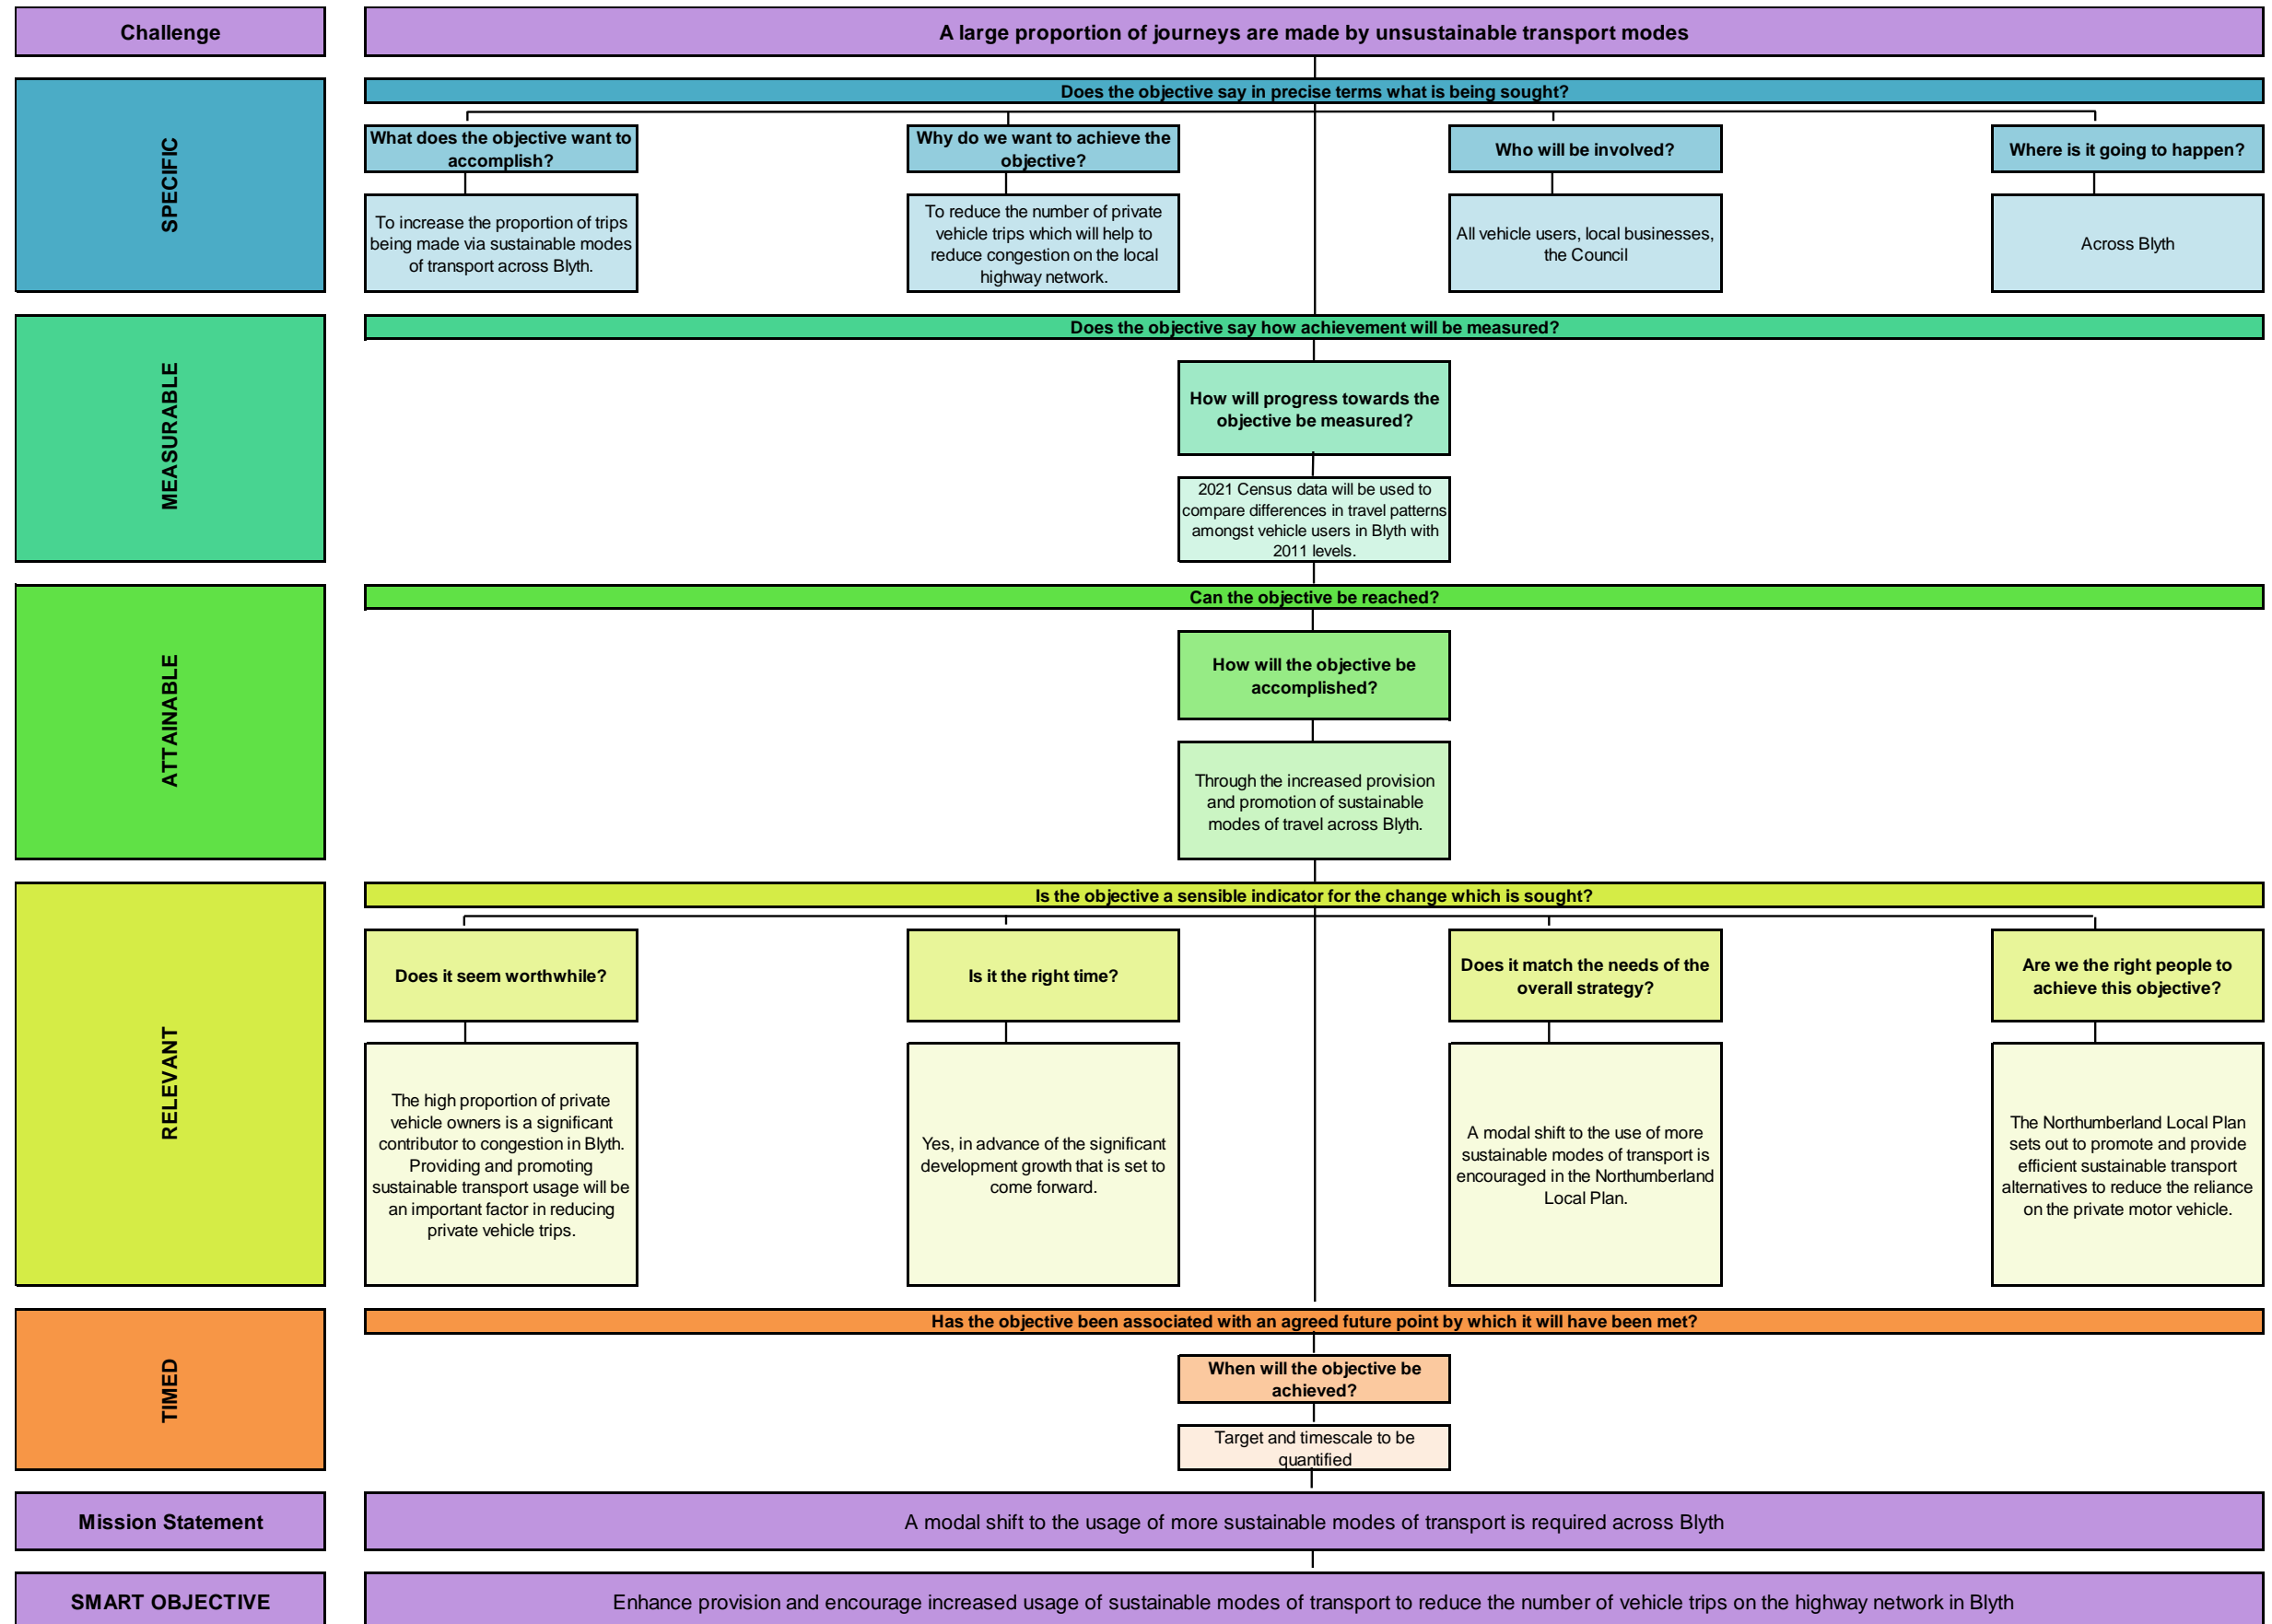 Challenge
A large proportion of journeys are made by unsustainable transport modes
SPECIFIC
Does the objective say in precise terms what is being sought?
What does the objective want to
accomplish?
Why do we want to achieve the
objective?
Who will be involved?
Where is it going to happen?
To increase the proportion of trips
being made via sustainable modes
of transport across Blyth.
To reduce the number of private
vehicle trips which will help to
reduce congestion on the local
highway network.
All vehicle users, local businesses,
the Council
Across Blyth
MEASURABLE
Does the objective say how achievement will be measured?
How will progress towards the
objective be measured?
2021 Census data will be used to
compare differences in travel patterns
amongst vehicle users in Blyth with
2011 levels.
ATTAINABLE
Can the objective be reached?
How will the objective be
accomplished?
Through the increased provision
and promotion of sustainable
modes of travel across Blyth.
RELEVANT
Is the objective a sensible indicator for the change which is sought?
Does it seem worthwhile?
Is it the right time?
Does it match the needs of the
overall strategy?
Are we the right people to
achieve this objective?
The high proportion of private
vehicle owners is a significant
contributor to congestion in Blyth.
Providing and promoting
sustainable transport usage will be
an important factor in reducing
private vehicle trips.
Yes, in advance of the significant
development growth that is set to
come forward.
A modal shift to the use of more
sustainable modes of transport is
encouraged in the Northumberland
Local Plan.
The Northumberland Local Plan
sets out to promote and provide
efficient sustainable transport
alternatives to reduce the reliance
on the private motor vehicle.
TIMED
Has the objective been associated with an agreed future point by which it will have been met?
When will the objective be
achieved?
Target and timescale to be
quantified
Mission Statement
A modal shift to the usage of more sustainable modes of transport is required across Blyth
SMART OBJECTIVE
Enhance provision and encourage increased usage of sustainable modes of transport to reduce the number of vehicle trips on the highway network in Blyth